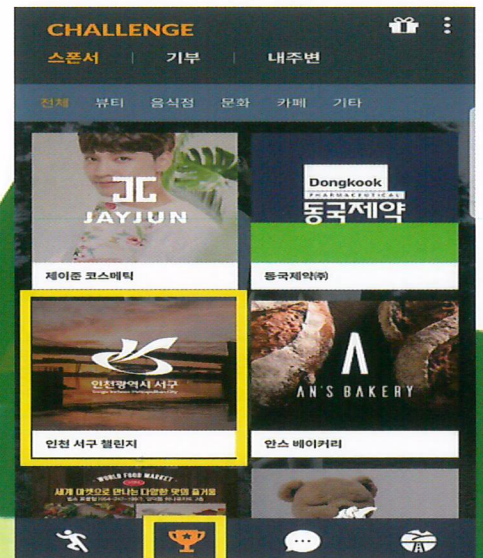 CHALLENGE
스폰서 | 기부 | 내주변
전체 뷰티 음식점 문화 카페 기타
JAYJUN
제이준 코스메틱
Dongkook
PHARMACEUTICAL
동국제약
동국제약㈜
인천광역시 서구
인천 서구 챌린지
AN'S BAKERY
안스 베이커리
WORLD FOOD MARKET
세계 마켓으로 만나는 다양한 맛의 즐거움